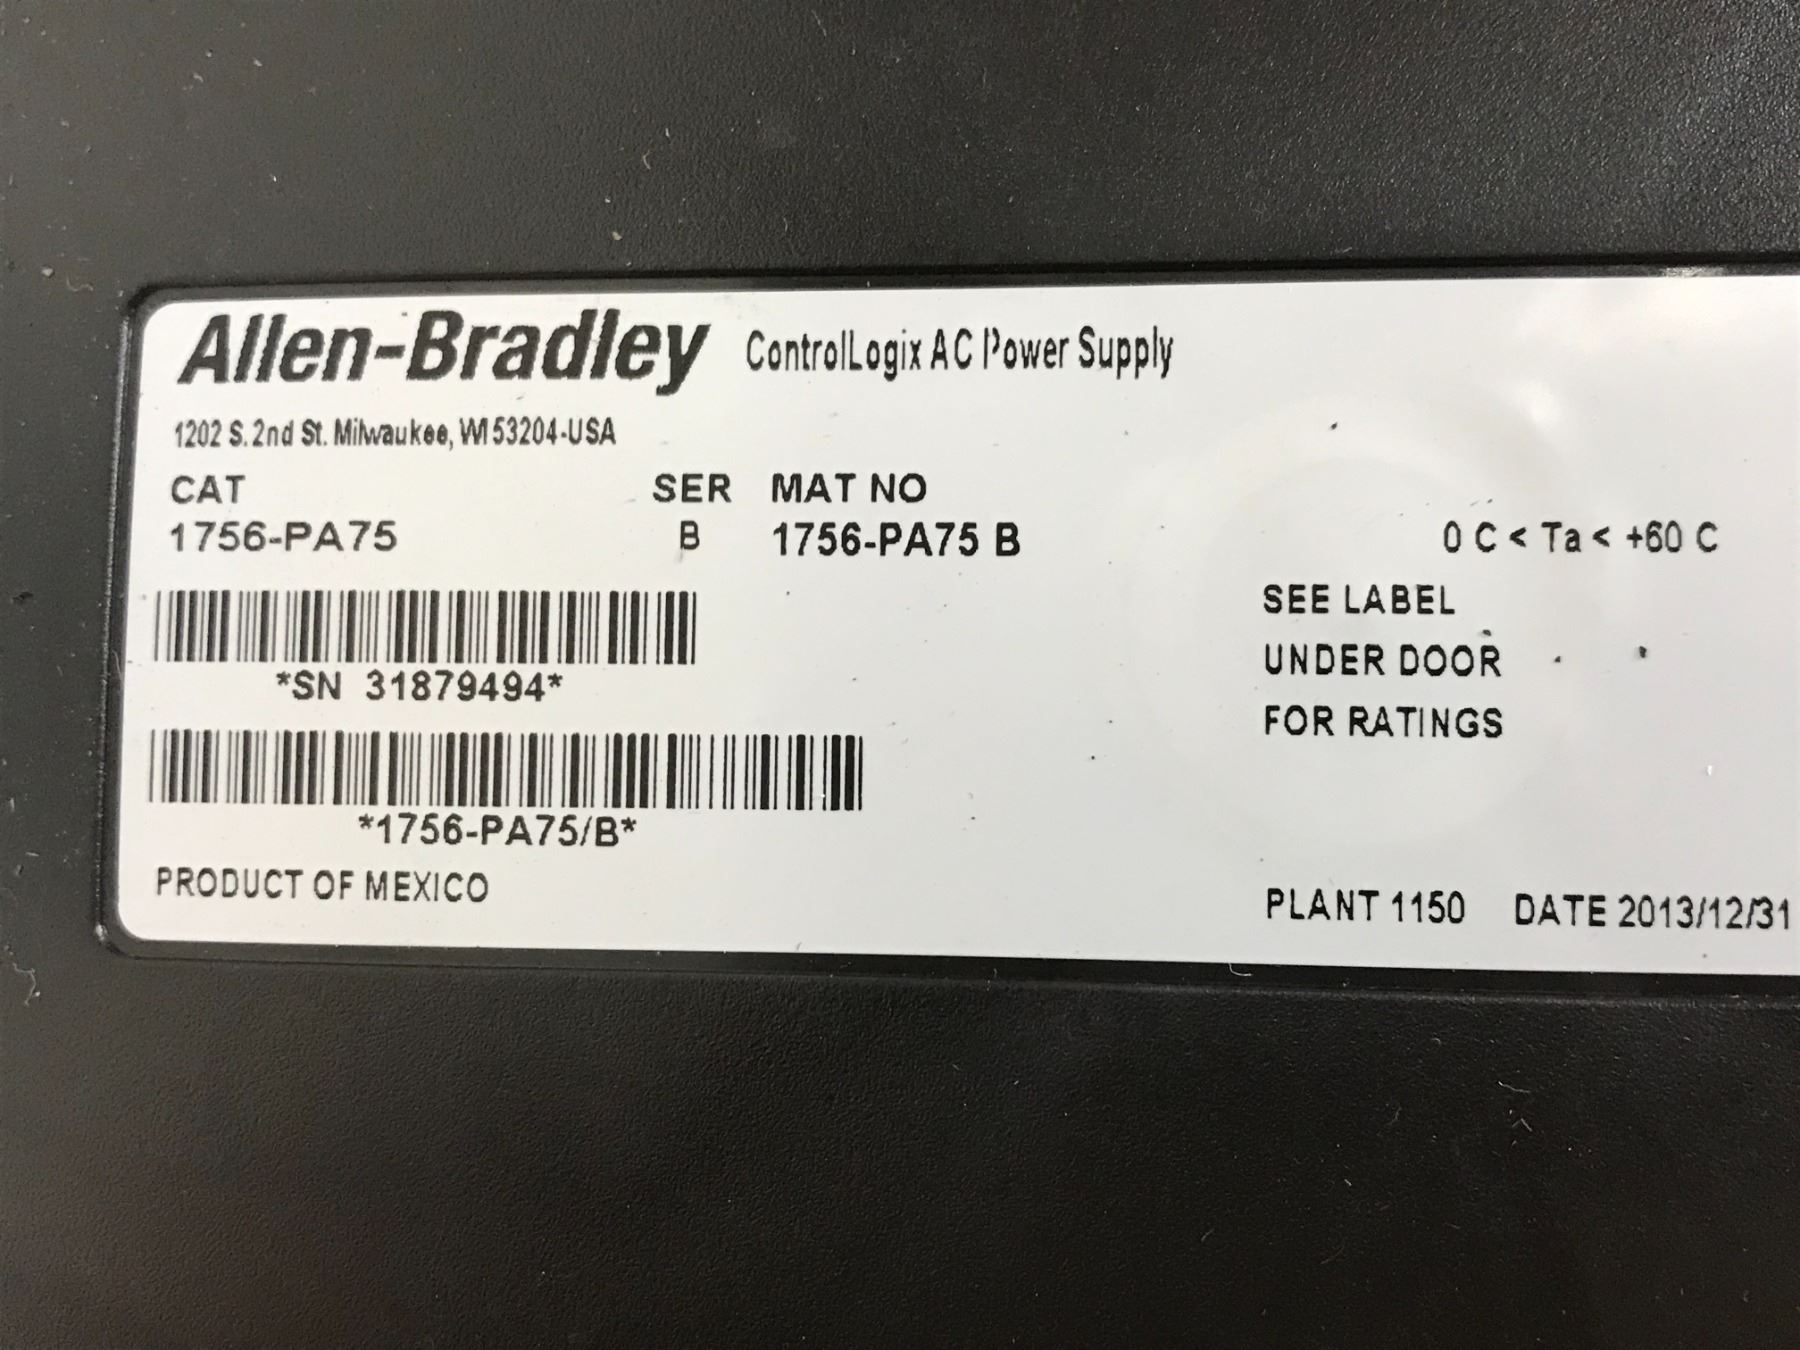 Allen-Bradley ControlLogix AC Power Supply
1202 S. 2nd St. Milwaukee, WI 53204-USA
CAT SER MAT NO
1756-PA75 B 1756-PA75 B
0 C < Ta < +60 C
SEE LABEL
UNDER DOOR
FOR RATINGS
*SN 31879494*
*1756-PA75/B*
PRODUCT OF MEXICO
PLANT 1150 DATE 2013/12/31